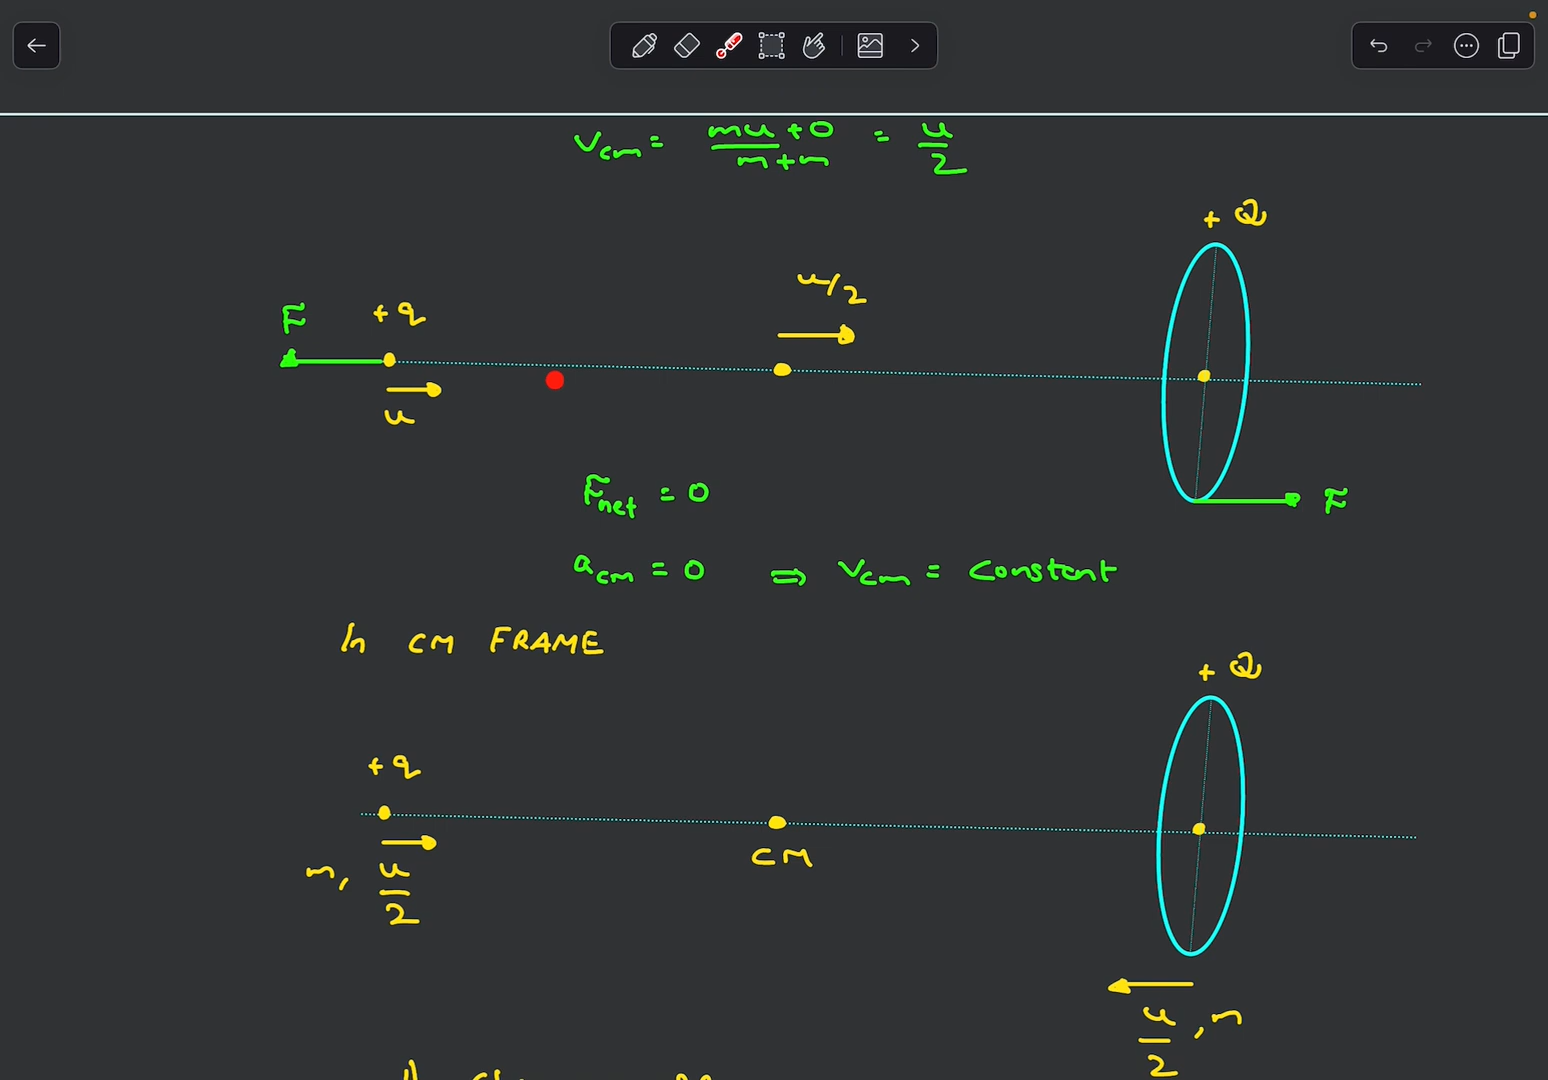 Vcm = mu + 0 / m + m = u / 2
+ Q
u/2
F + q
u
Fnet = 0
F
acm = 0 ⇒ Vcm = Constant
In CM FRAME
+ Q
+ q
CM
m, u / 2
u / 2 , m